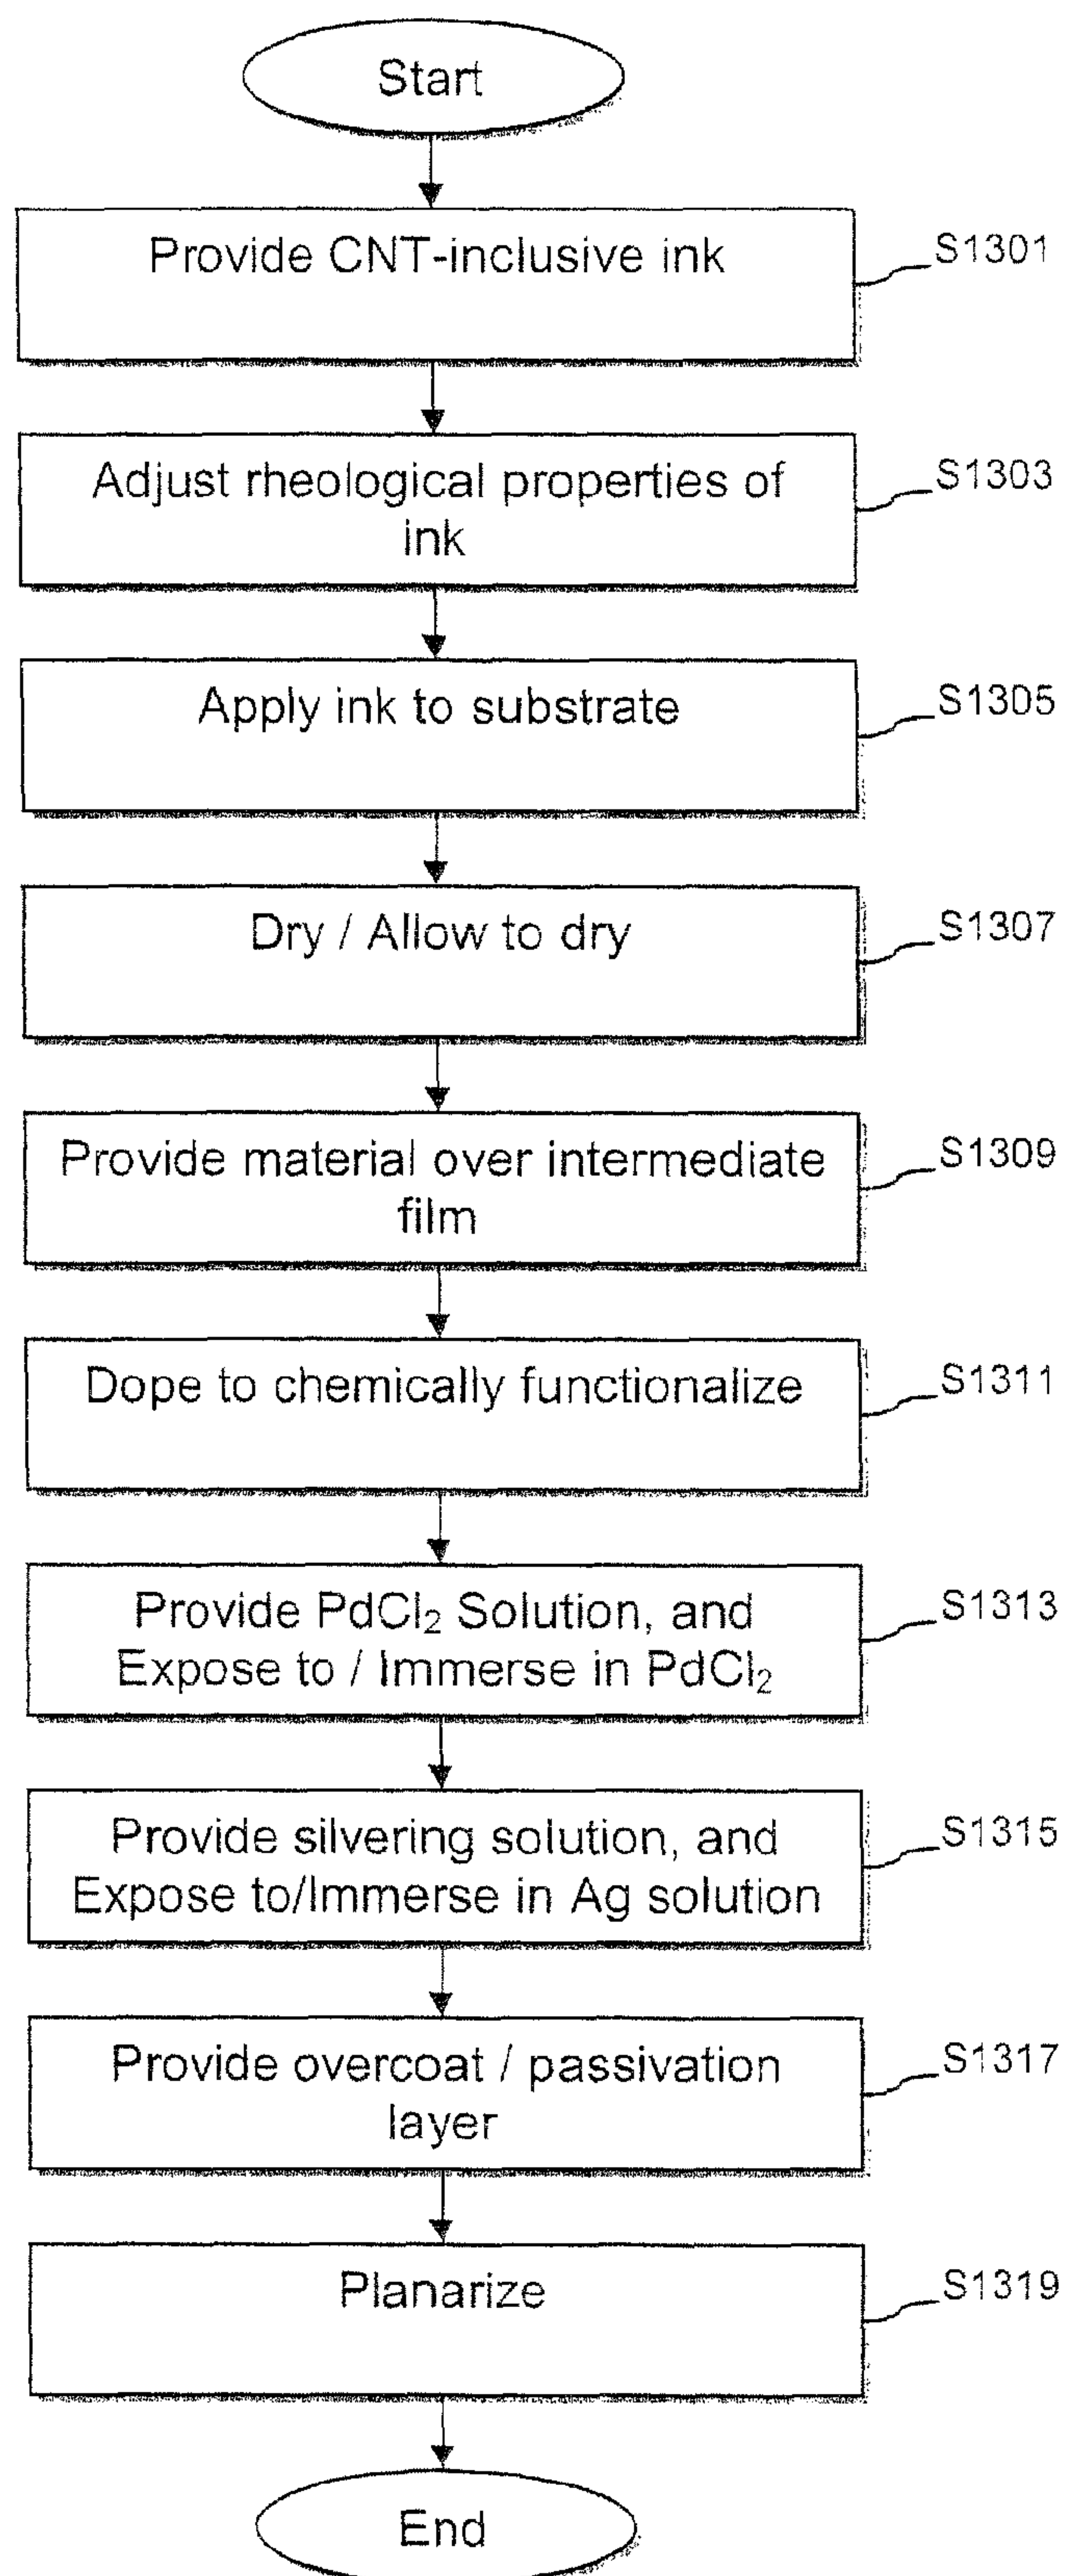 Start
Provide CNT-inclusive ink
S1301
Adjust rheological properties of
ink
S1303
Apply ink to substrate
S1305
Dry / Allow to dry
S1307
Provide material over intermediate
film
S1309
Dope to chemically functionalize
S1311
Provide PdCl₂ Solution, and
Expose to / Immerse in PdCl₂
S1313
Provide silvering solution, and
Expose to/Immerse in Ag solution
S1315
Provide overcoat / passivation
layer
S1317
Planarize
S1319
End